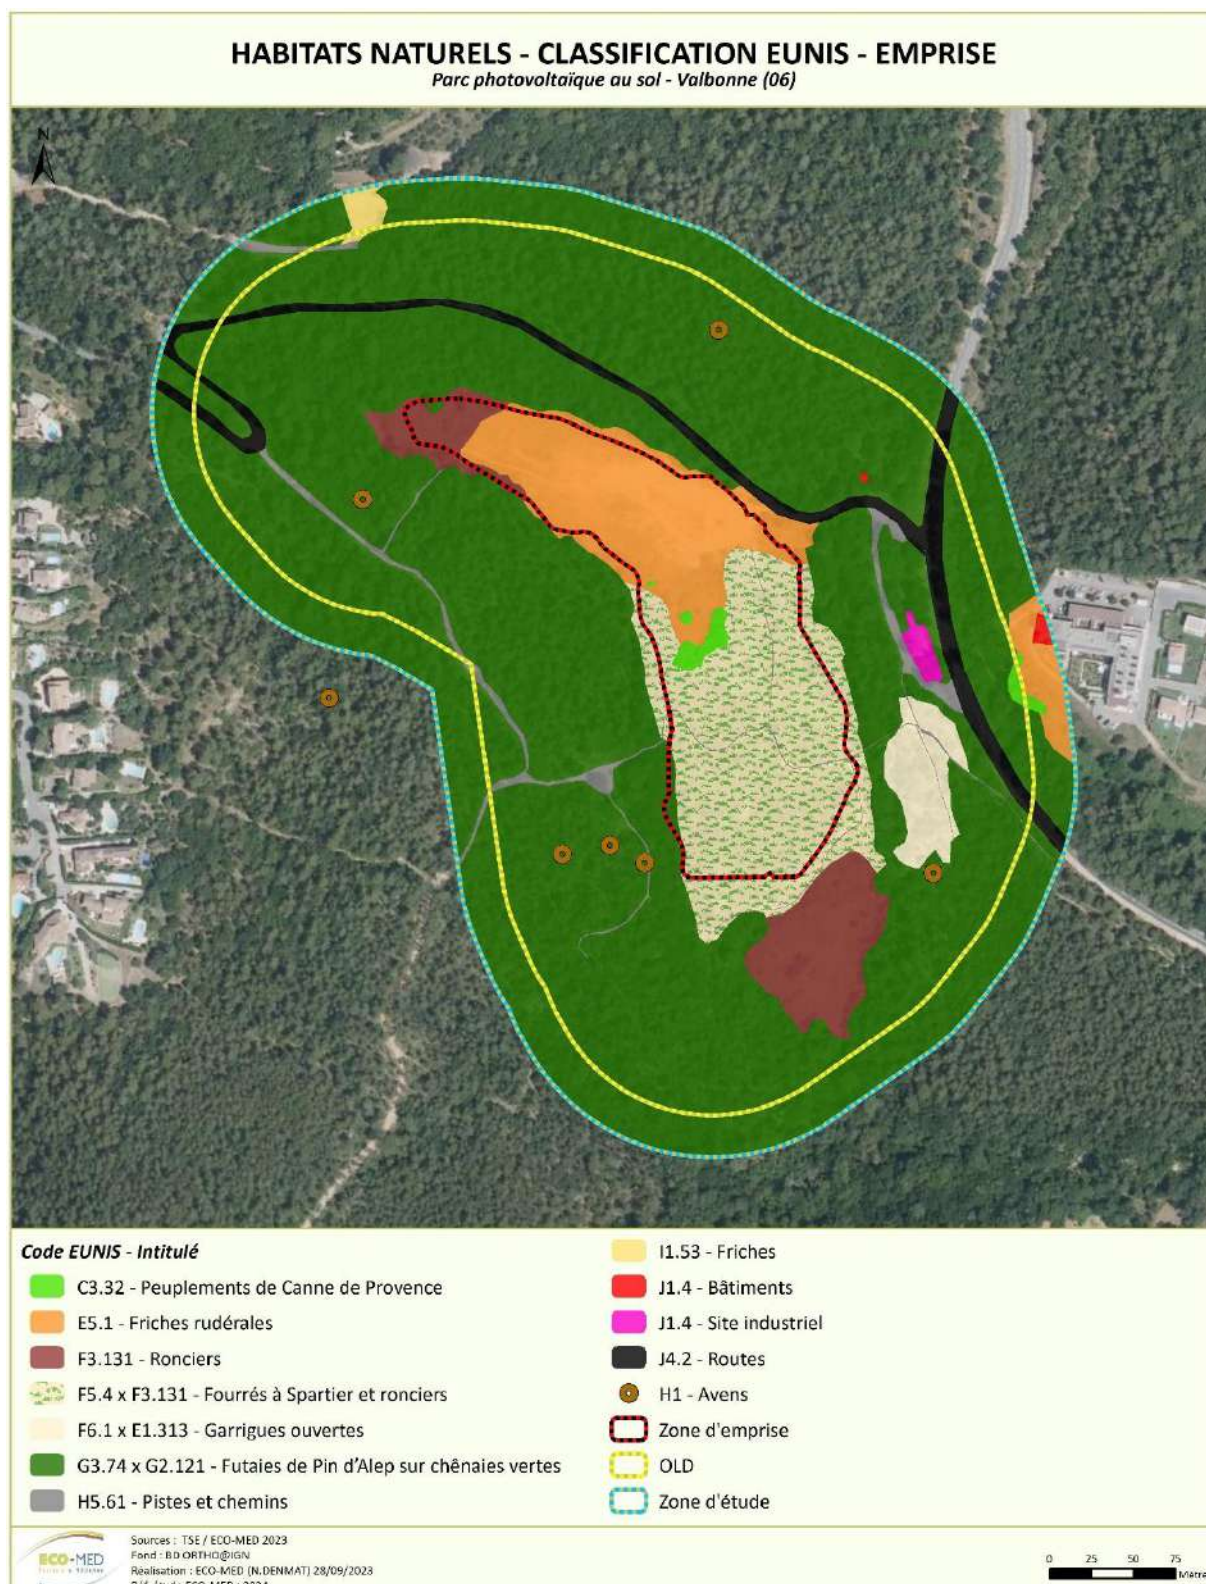 HABITATS NATURELS - CLASSIFICATION EUNIS - EMPRISE
Parc photovoltaïque au sol - Valbonne (06)
N
Code EUNIS - Intitulé
C3.32 - Peuplements de Canne de Provence
E5.1 - Friches rudérales
F3.131 - Ronciers
F5.4 x F3.131 - Fourrés à Spartier et ronciers
F6.1 x E1.313 - Garrigues ouvertes
G3.74 x G2.121 - Futaies de Pin d'Alep sur chênaies vertes
H5.61 - Pistes et chemins
I1.53 - Friches
J1.4 - Bâtiments
J1.4 - Site industriel
J4.2 - Routes
H1 - Avens
Zone d'emprise
OLD
Zone d'étude
ECO-MED
Sources : TSE / ECO-MED 2023
Fond : BD ORTHO@IGN
Réalisation : ECO-MED (N.DENMAT) 28/09/2023
0 25 50 75
Mètre